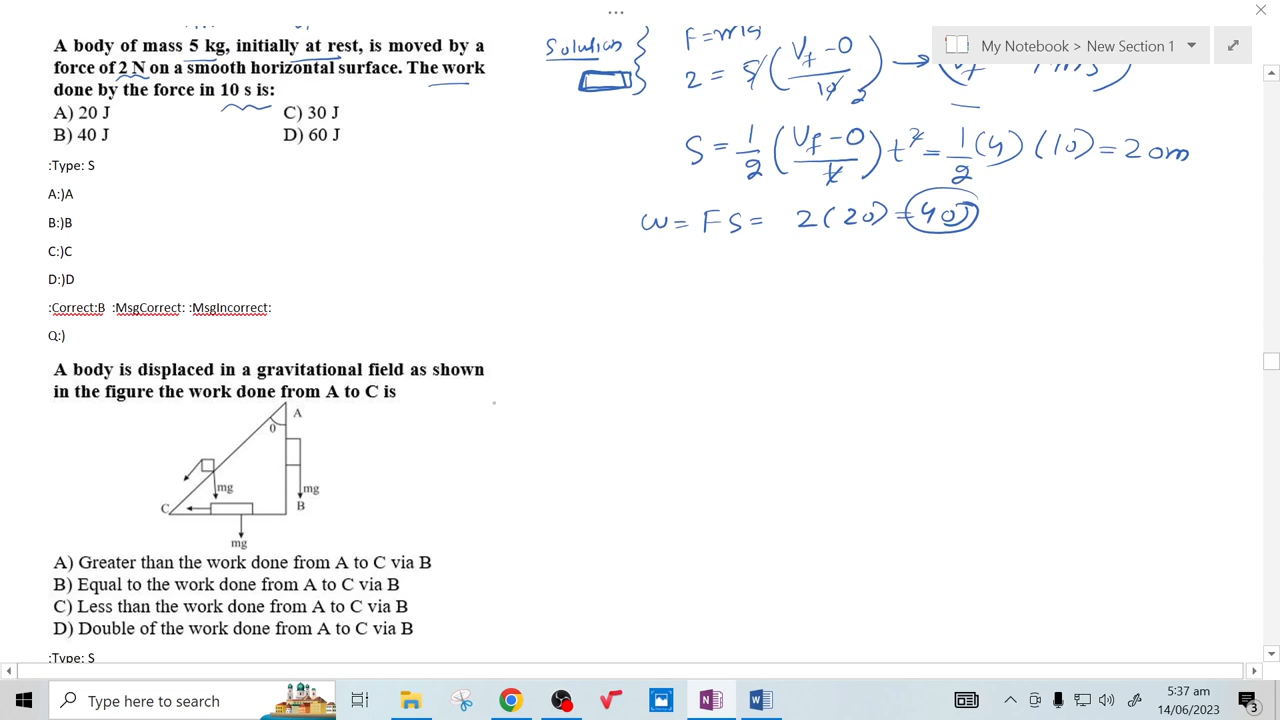 My Notebook > New Section 1
A body of mass 5 kg, initially at rest, is moved by a
force of 2 N on a smooth horizontal surface. The work
done by the force in 10 s is:
A) 20 J C) 30 J
B) 40 J D) 60 J
:Type: S
A:)A
B:)B
C:)C
D:)D
:Correct:B :MsgCorrect: :MsgIncorrect:
Q:)
Solution
F = ma
2 = 5 ( Vf - 0 / 10 ) 2 →
S = 1/2 ( Vf - 0 / t ) t² = 1/2 (4) (10) = 20m
W = FS = 2(20) = 40J
A body is displaced in a gravitational field as shown
in the figure the work done from A to C is
A
θ
mg
mg
C
B
mg
A) Greater than the work done from A to C via B
B) Equal to the work done from A to C via B
C) Less than the work done from A to C via B
D) Double of the work done from A to C via B
:Type: S
Type here to search
5:37 am
14/06/2023
3